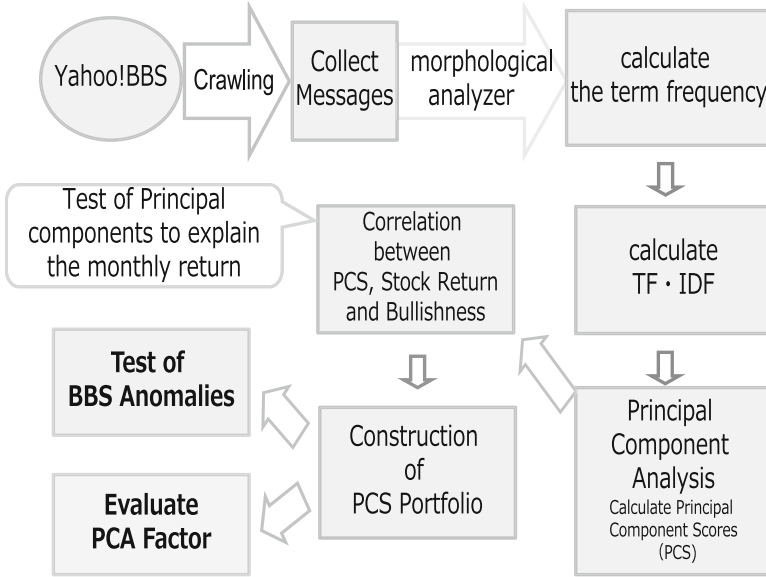 Yahoo!BBS
Crawling
Collect
Messages
morphological
analyzer
calculate
the term frequency
calculate
TF・IDF
Principal
Component
Analysis
Calculate Principal
Component Scores
(PCS)
Test of Principal
components to explain
the monthly return
Correlation
between
PCS, Stock Return
and Bullishness
Construction
of
PCS Portfolio
Test of
BBS Anomalies
Evaluate
PCA Factor